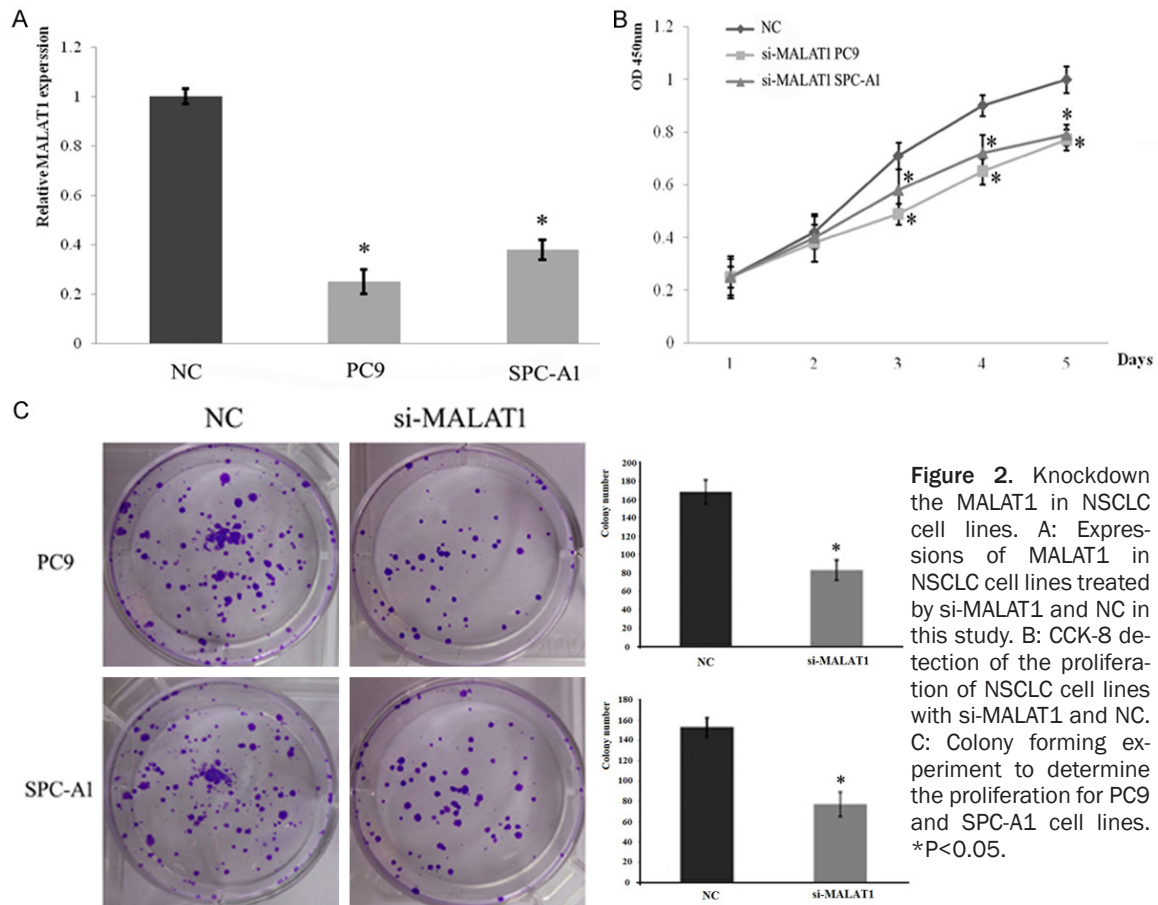 A
Relative MALAT1 experssion
1.2
1
0.8
0.6
0.4
0.2
0
*
*
NC
PC9
SPC-A1
B
OD 450nm
NC
si-MALAT1 PC9
si-MALAT1 SPC-A1
1.2
1
0.8
0.6
0.4
0.2
0
*
*
*
*
*
*
1
2
3
4
5
Days
C
NC
si-MALAT1
PC9
SPC-A1
Colony number
200
180
160
140
120
100
80
60
40
20
0
*
NC
si-MALAT1
Colony number
180
160
140
120
100
80
60
40
20
0
*
NC
si-MALAT1
Figure 2. Knockdown
the MALAT1 in NSCLC
cell lines. A: Expres-
sions of MALAT1 in
NSCLC cell lines treated
by si-MALAT1 and NC in
this study. B: CCK-8 de-
tection of the prolifera-
tion of NSCLC cell lines
with si-MALAT1 and NC.
C: Colony forming ex-
periment to determine
the proliferation for PC9
and SPC-A1 cell lines.
*P<0.05.